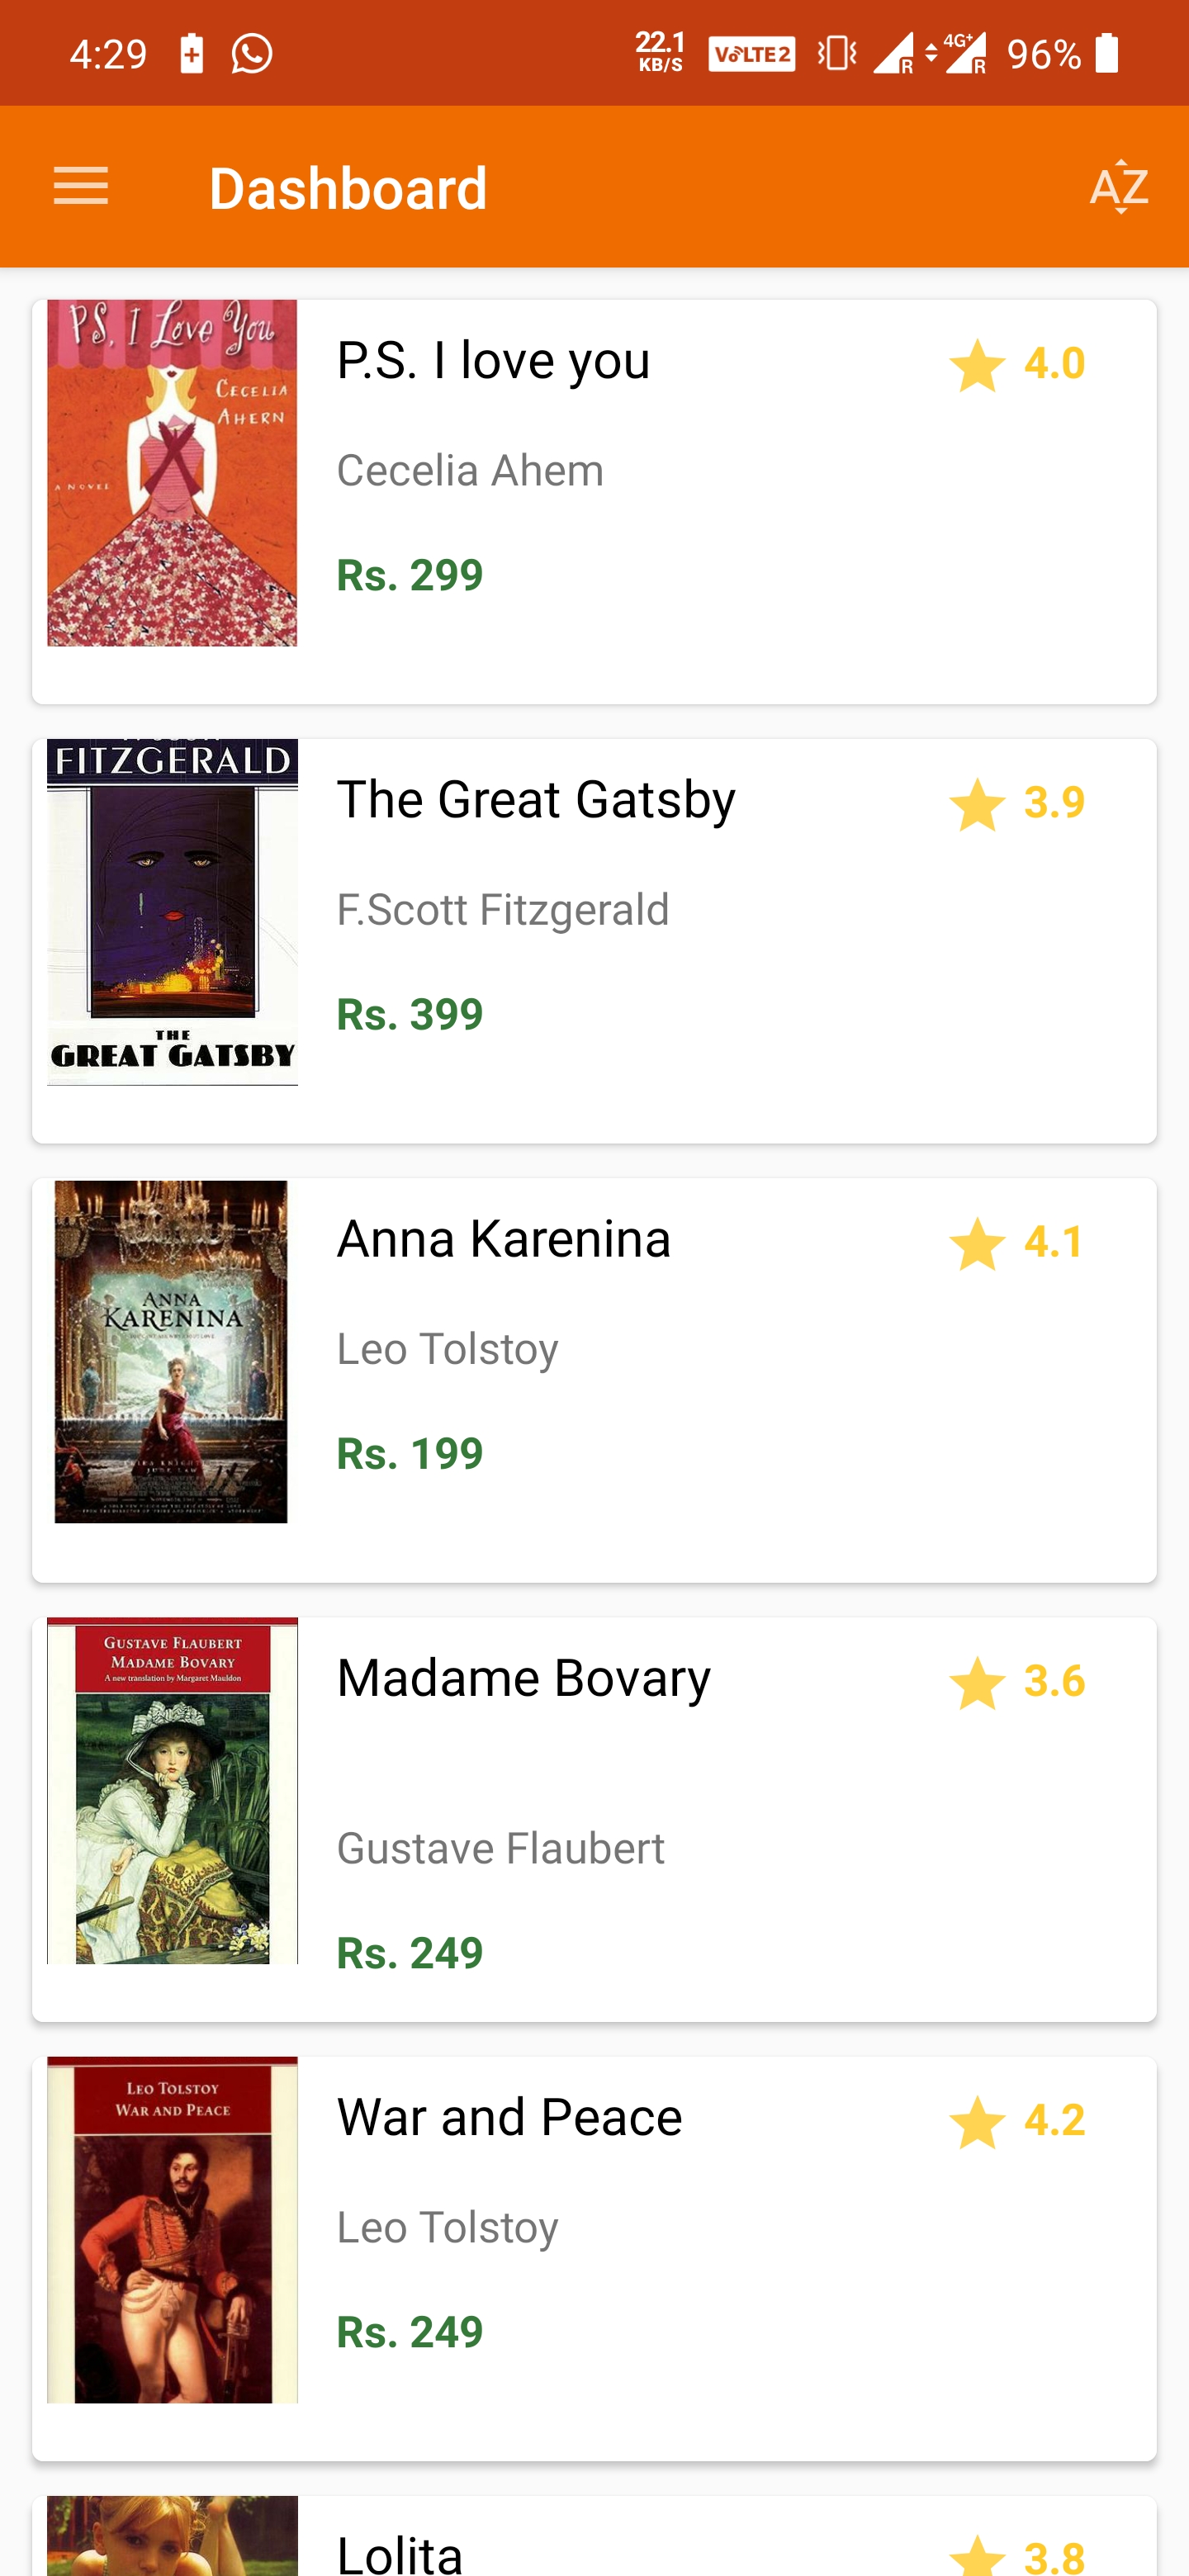 4:29 22.1 KB/S VoLTE2 R 4G+ R 96%
Dashboard AZ
PS, I Love You
CECELIA
AHERN
A NOVEL
P.S. I love you 4.0
Cecelia Ahem
Rs. 299
FITZGERALD
THE
GREAT GATSBY
The Great Gatsby 3.9
F.Scott Fitzgerald
Rs. 399
ANNA
KARENINA
Anna Karenina 4.1
Leo Tolstoy
Rs. 199
GUSTAVE FLAUBERT
MADAME BOVARY
A new translation by Margaret Mauldon
Madame Bovary 3.6
Gustave Flaubert
Rs. 249
LEO TOLSTOY
WAR AND PEACE
War and Peace 4.2
Leo Tolstoy
Rs. 249
Lolita 3.8